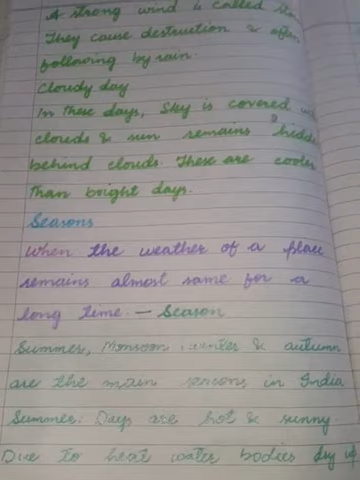 A strong wind is called
They cause destruction & often
following by rain.
Cloudy day
In these days, Sky is covered
clouds & sun remains hidde
behind clouds. These are cooler
than bright days.
Seasons
When the weather of a place
remains almost same for a
long time. — Season
Summer, Monsoon, winter & autumn
are the main seasons in India
Summer: Days are hot & sunny.
Due to heat water bodies dry up